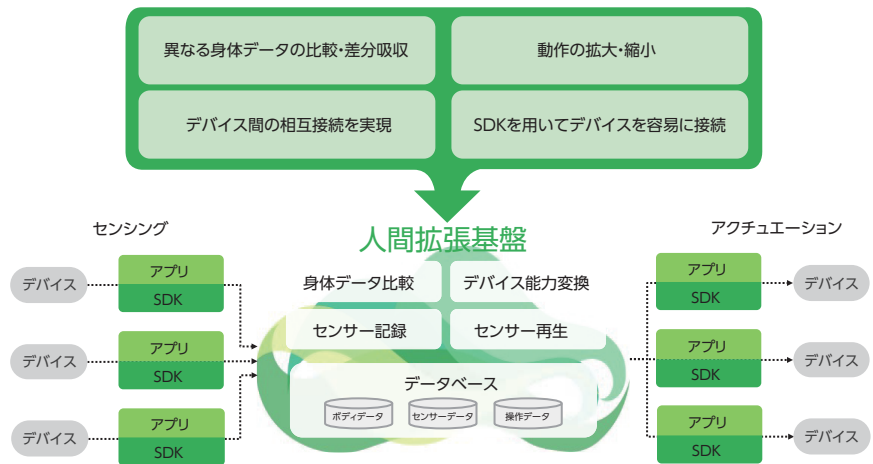 異なる身体データの比較・差分吸収
動作の拡大・縮小
デバイス間の相互接続を実現
SDKを用いてデバイスを容易に接続
センシング
アクチュエーション
人間拡張基盤
デバイス
アプリ
SDK
デバイス
アプリ
SDK
デバイス
アプリ
SDK
身体データ比較
デバイス能力変換
センサー記録
センサー再生
データベース
ボディデータ
センサーデータ
操作データ
アプリ
SDK
デバイス
アプリ
SDK
デバイス
アプリ
SDK
デバイス